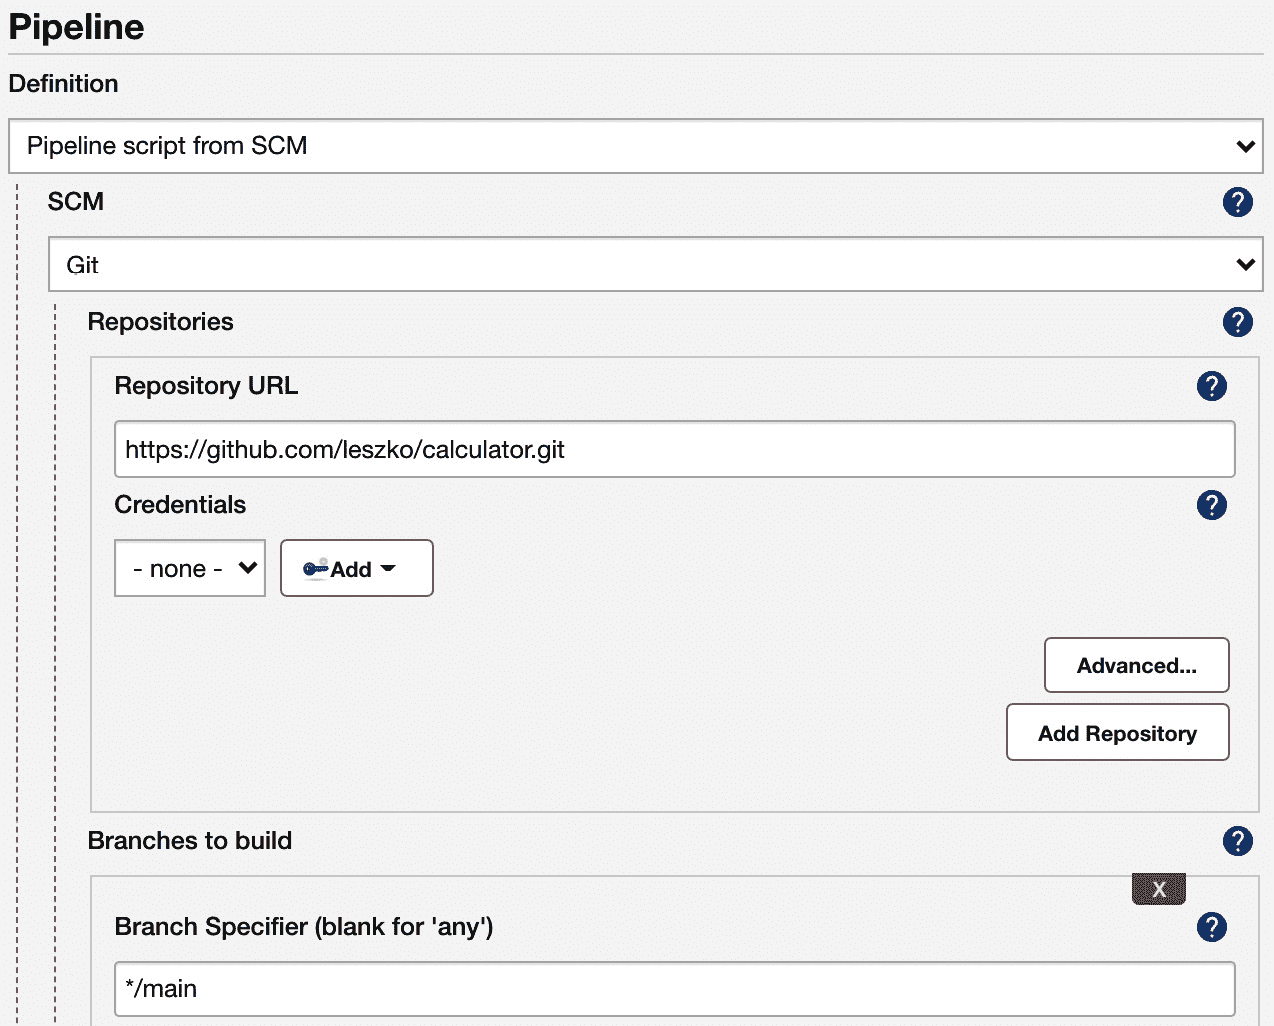 Pipeline
Definition
Pipeline script from SCM
SCM
?
Git
Repositories
?
Repository URL
?
https://github.com/leszko/calculator.git
Credentials
?
- none -
Add
Advanced...
Add Repository
Branches to build
?
X
Branch Specifier (blank for 'any')
?
*/main